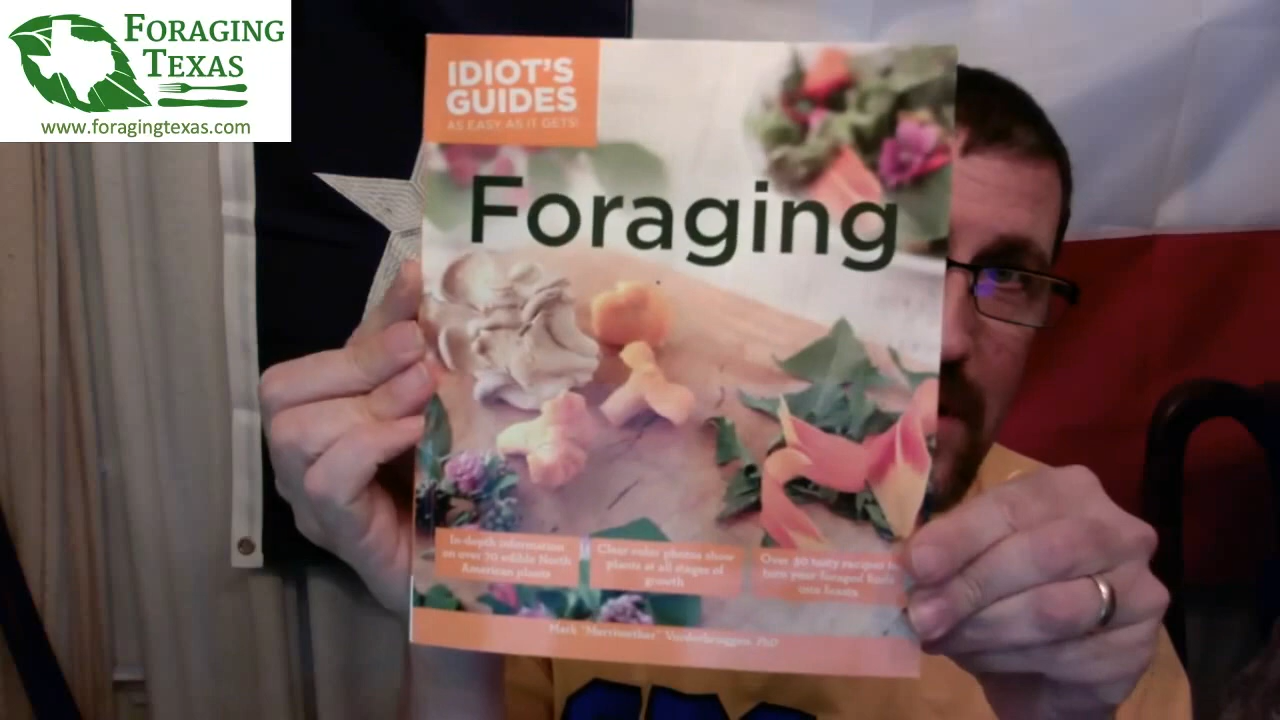 FORAGING
TEXAS
www.foragingtexas.com
IDIOT'S
GUIDES
AS EASY AS IT GETS!
Foraging
In-depth information
on over 70 edible North
American plants
Clear color photos show
plants at all stages of
growth
Over 30 tasty recipes to
turn your foraged finds
into feasts
Mark "Merriwether" Vorderbruggen, PhD